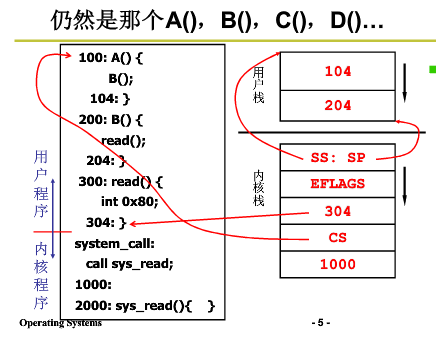 仍然是那个A()，B()，C()，D()…
100: A() {
B();
104: }
200: B() {
read();
204: }
300: read() {
int 0x80;
304: }
system_call:
call sys_read;
1000:
2000: sys_read(){ }
用户程序
内核程序
用户栈
104
204
内核栈
SS: SP
EFLAGS
304
CS
1000
Operating Systems
- 5 -